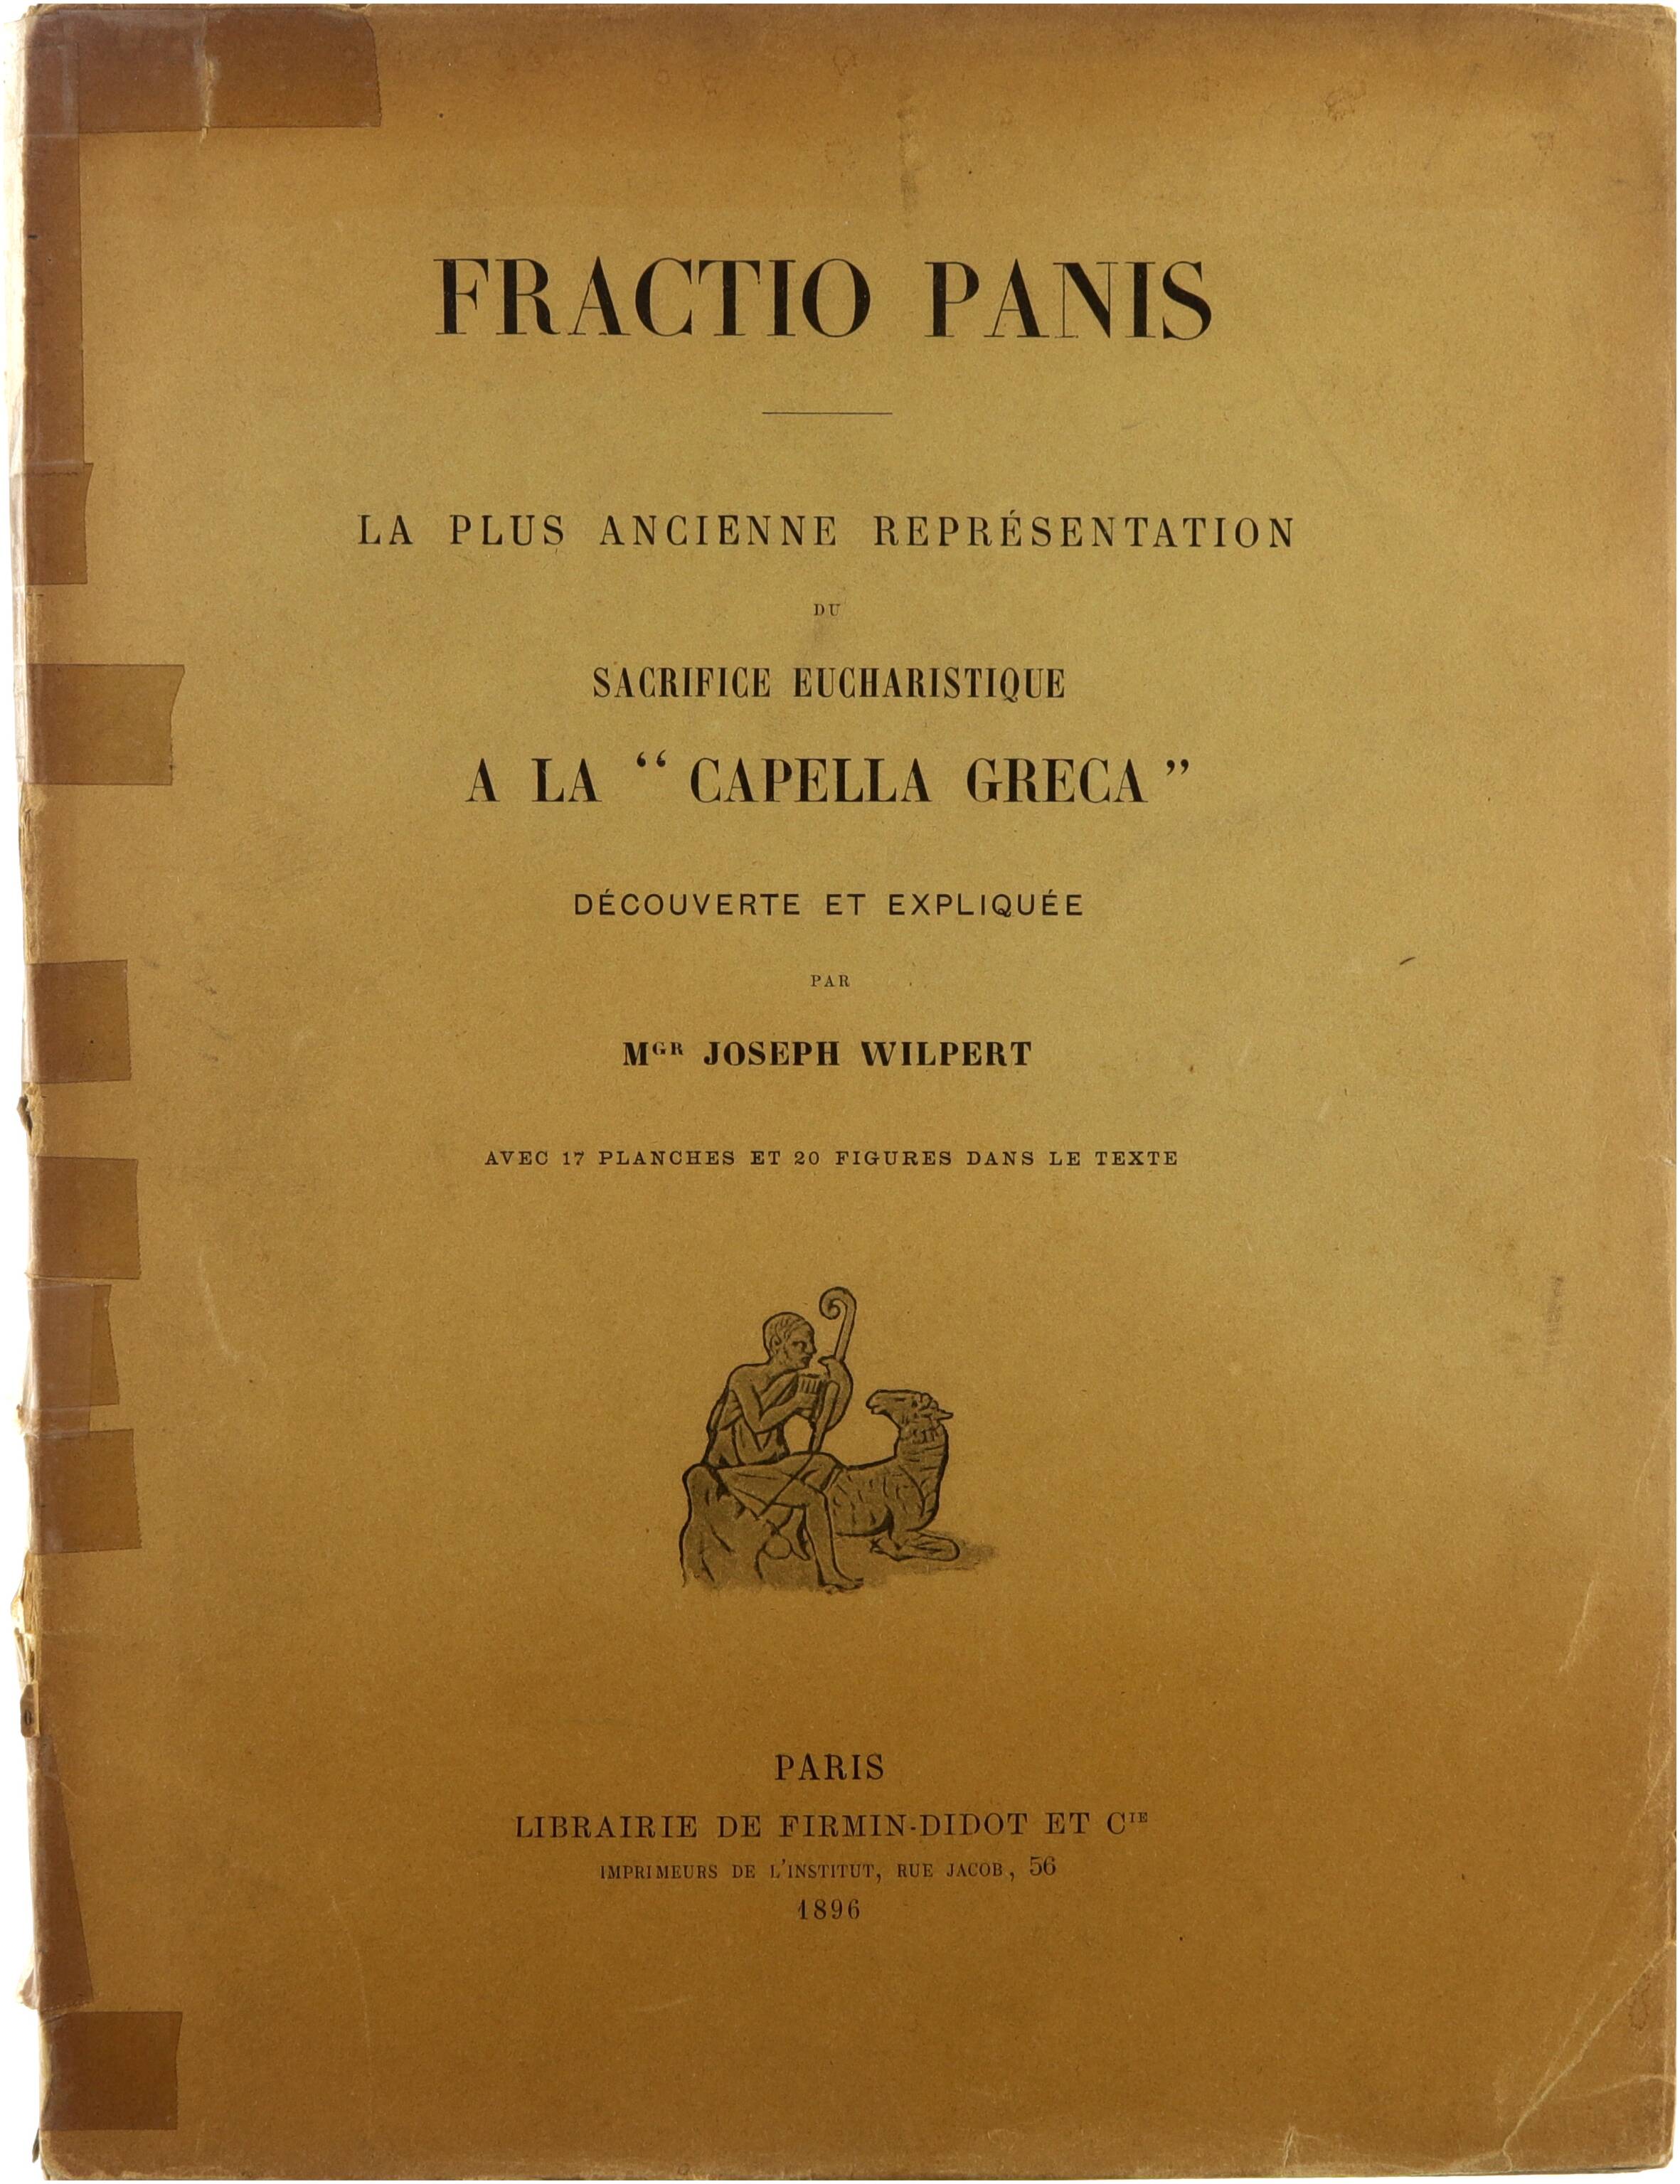 FRACTIO PANIS
LA PLUS ANCIENNE REPRÉSENTATION
DU
SACRIFICE EUCHARISTIQUE
A LA “ CAPELLA GRECA ”
DÉCOUVERTE ET EXPLIQUÉE
PAR
MGR JOSEPH WILPERT
AVEC 17 PLANCHES ET 20 FIGURES DANS LE TEXTE
PARIS
LIBRAIRIE DE FIRMIN-DIDOT ET CIE
IMPRIMEURS DE L'INSTITUT, RUE JACOB, 56
1896